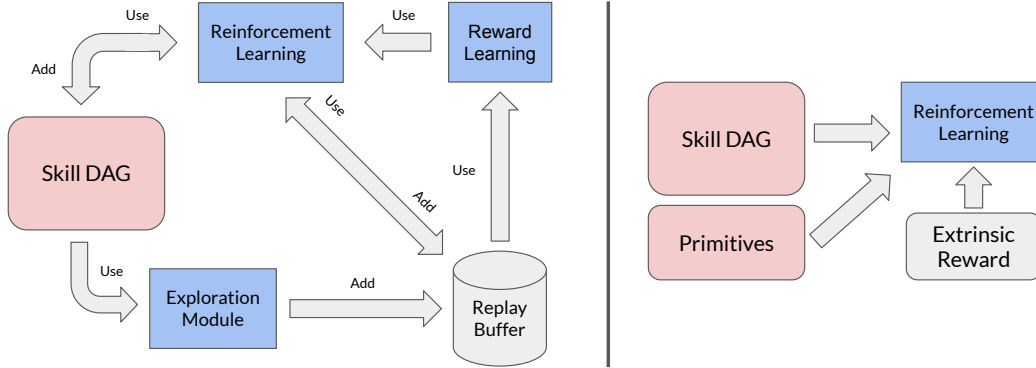 Use
Reinforcement
Learning
Use
Reward
Learning
Add
Skill DAG
Use
Add
Use
Use
Exploration
Module
Add
Replay
Buffer
Skill DAG
Primitives
Reinforcement
Learning
Extrinsic
Reward